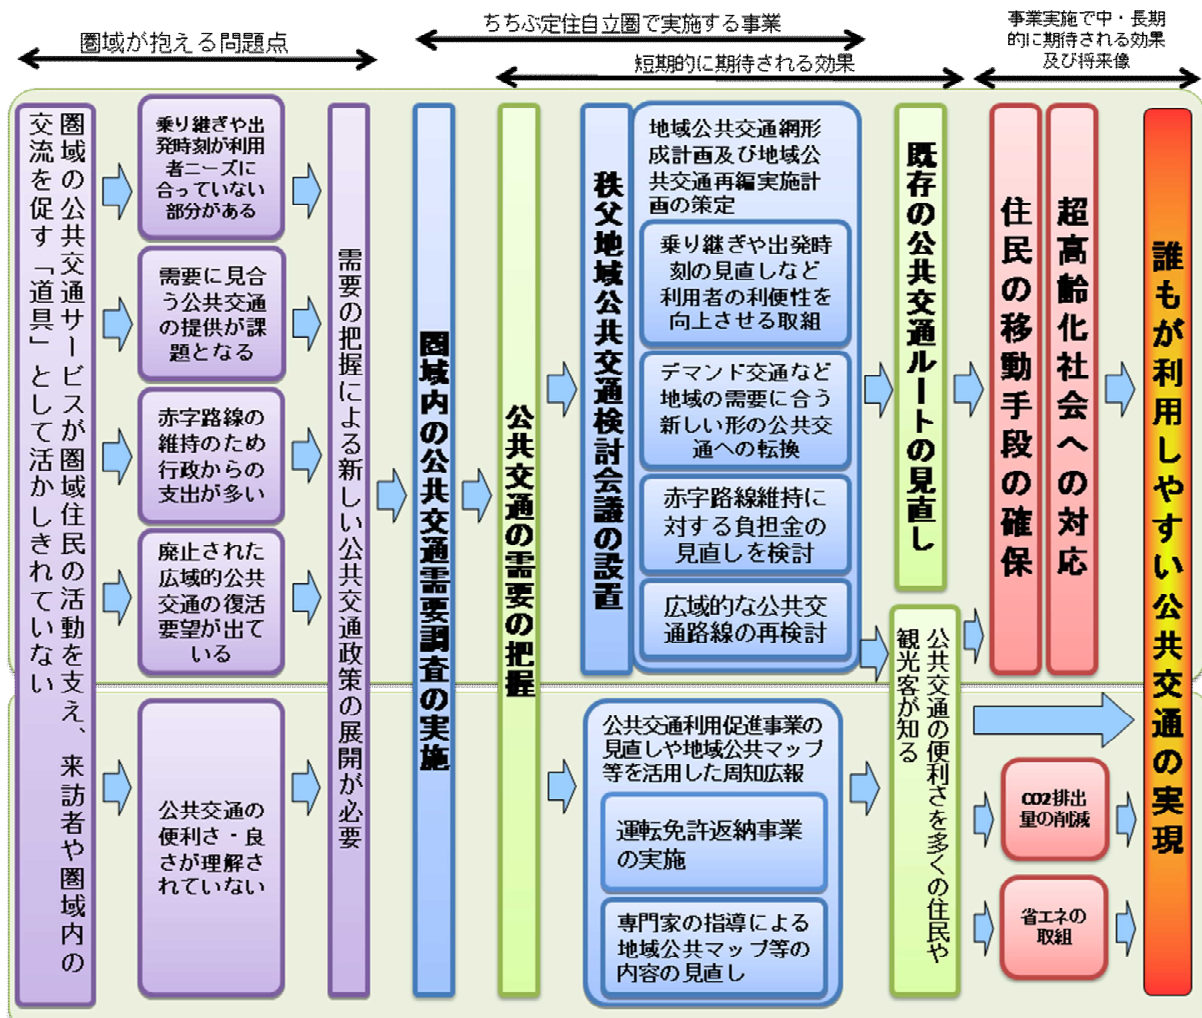 圏域が抱える問題点
ちちぶ定住自立圏で実施する事業
短期的に期待される効果
事業実施で中・長期
的に期待される効果
及び将来像
圏域の公共交通サービスが圏域住民の活動を支え、来訪者や圏域内の
交流を促す「道具」として活かしきれていない
乗り継ぎや出
発時刻が利用
者ニーズに
合っていない
部分がある
需要に見合
う公共交通
の提供が課
題となる
赤字路線の
維持のため
行政からの
支出が多い
廃止された
広域的公共
交通の復活
要望が出て
いる
公共交通の
便利さ・良
さが理解さ
れていない
需要の把握による新しい公共交通政策の展開が必要
圏域内の公共交通需要調査の実施
公共交通の需要の把握
秩父地域公共交通検討会議の設置
地域公共交通網形
成計画及び地域公
共交通再編実施計
画の策定
乗り継ぎや出発時
刻の見直しなど
利用者の利便性を
向上させる取組
デマンド交通など
地域の需要に合う
新しい形の公共交
通への転換
赤字路線維持に
対する負担金の
見直しを検討
広域的な公共交
通路線の再検討
公共交通利用促進事業の
見直しや地域公共マップ
等を活用した周知広報
運転免許返納事業
の実施
専門家の指導による
地域公共マップ等の
内容の見直し
既存の公共交通ルートの見直し
公共交通の便利さを多くの住民や
観光客が知る
住民の移動手段の確保
超高齢化社会への対応
CO2排出
量の削減
省エネの
取組
誰もが利用しやすい公共交通の実現